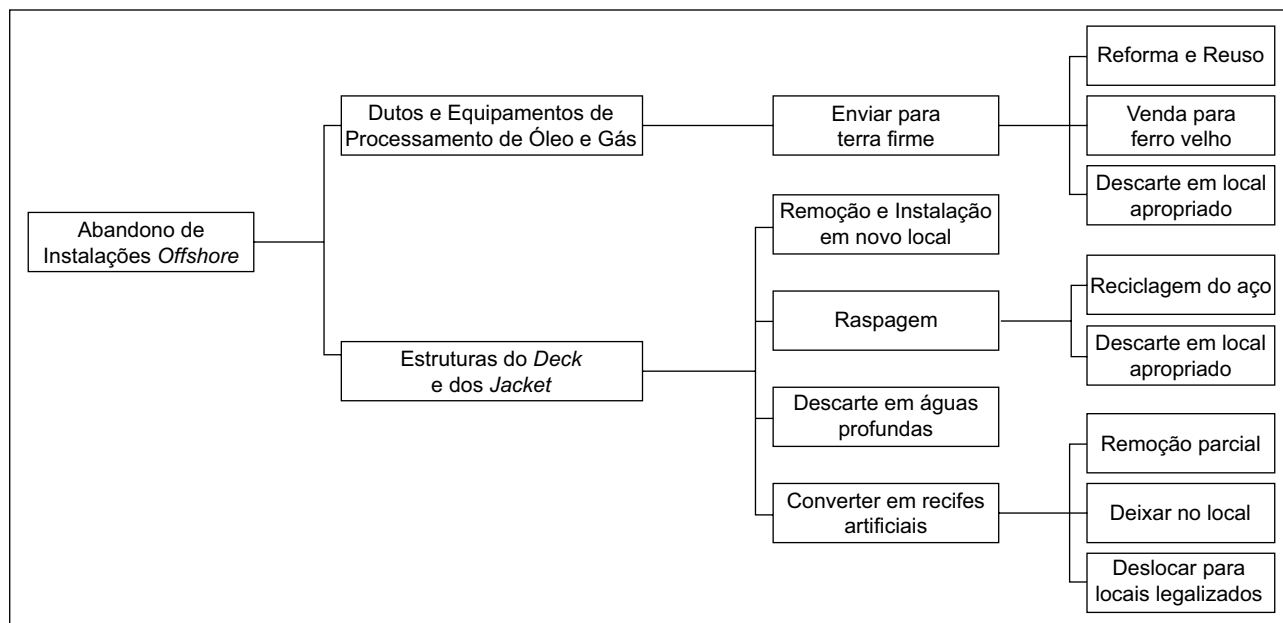 Abandono de
Instalações Offshore
Dutos e Equipamentos de
Processamento de Óleo e Gás
Enviar para
terra firme
Reforma e Reuso
Venda para
ferro velho
Descarte em local
apropriado
Estruturas do Deck
e dos Jacket
Remoção e Instalação
em novo local
Raspagem
Reciclagem do aço
Descarte em local
apropriado
Descarte em águas
profundas
Converter em recifes
artificiais
Remoção parcial
Deixar no local
Deslocar para
locais legalizados